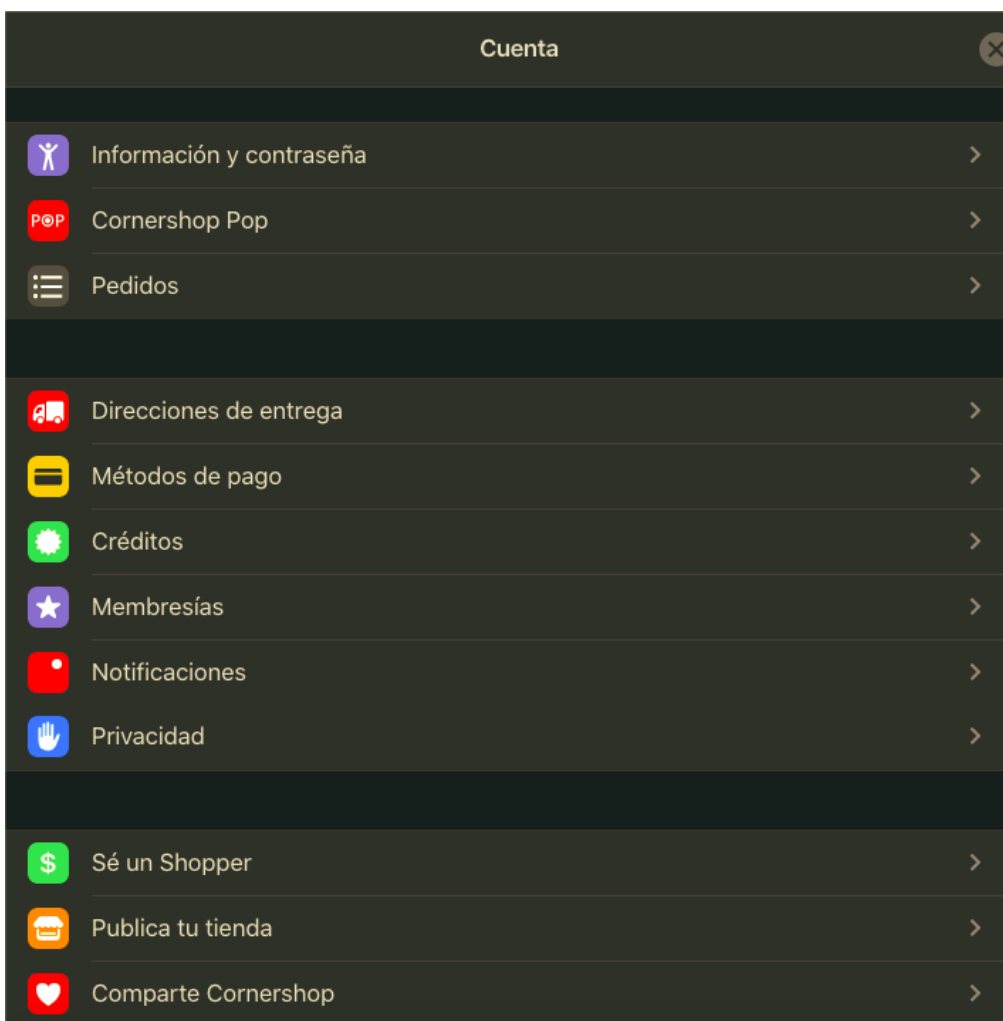 Cuenta
Información y contraseña
POP
Cornershop Pop
Pedidos
Direcciones de entrega
Métodos de pago
Créditos
Membresías
Notificaciones
Privacidad
$
Sé un Shopper
Publica tu tienda
Comparte Cornershop